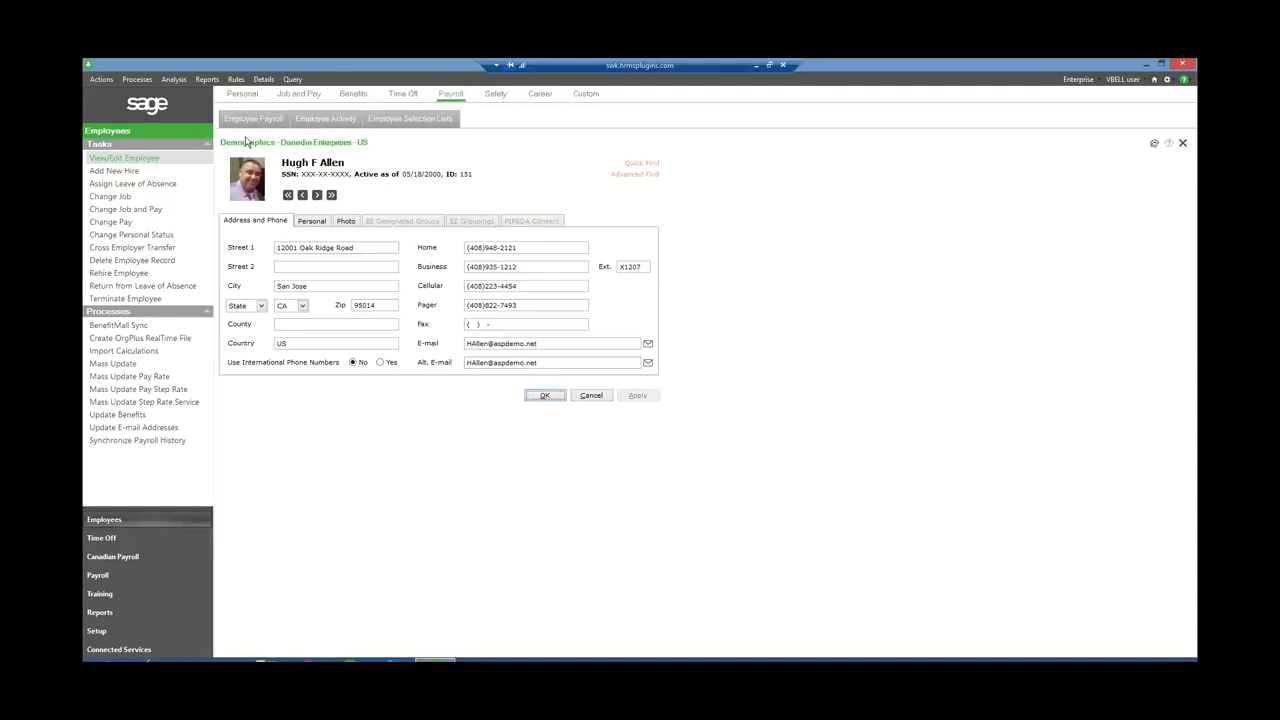 swk.hrmsplugins.com
Actions Processes Analysis Reports Rules Details Query Enterprise VBELL user
sage
Personal Job and Pay Benefits Time Off Payroll Safety Career Custom
Employee Payroll Employee Activity Employee Selection Lists
Employees
Tasks
View/Edit Employee
Add New Hire
Assign Leave of Absence
Change Job
Change Job and Pay
Change Pay
Change Personal Status
Cross Employer Transfer
Delete Employee Record
Rehire Employee
Return from Leave of Absence
Terminate Employee
Processes
BenefitMall Sync
Create OrgPlus RealTime File
Import Calculations
Mass Update
Mass Update Pay Rate
Mass Update Pay Step Rate
Mass Update Step Rate Service
Update Benefits
Update E-mail Addresses
Synchronize Payroll History
Employees
Time Off
Canadian Payroll
Payroll
Training
Reports
Setup
Connected Services
Demographics - Dunedin Enterprises - US
Hugh F Allen
SSN: XXX-XX-XXXX, Active as of 05/18/2000, ID: 151
Quick Find
Advanced Find
Address and Phone Personal Photo EE Designated Groups EE Groupings PIPEDA Consent
Street 1 12001 Oak Ridge Road Home (408)948-2121
Street 2 Business (408)935-1212 Ext. X1207
City San Jose Cellular (408)223-4454
State CA Zip 95014 Pager (408)822-7493
County Fax ( ) -
Country US E-mail HAllen@aspdemo.net
Use International Phone Numbers No Yes Alt. E-mail HAllen@aspdemo.net
OK Cancel Apply